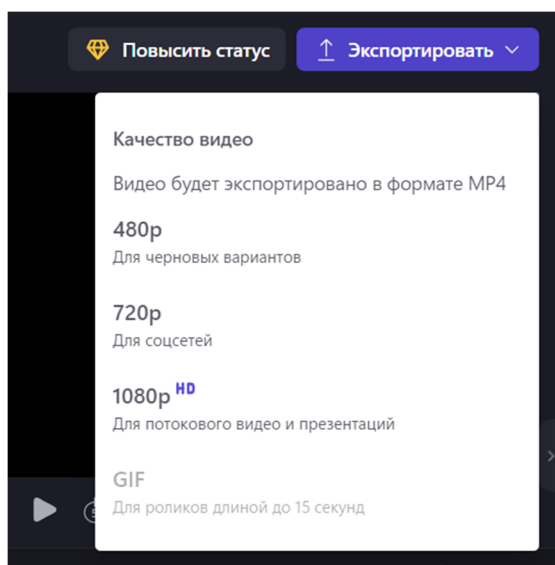 Повысить статус
Экспортировать
Качество видео
Видео будет экспортировано в формате MP4
480p
Для черновых вариантов
720p
Для соцсетей
1080p HD
Для потокового видео и презентаций
GIF
Для роликов длиной до 15 секунд